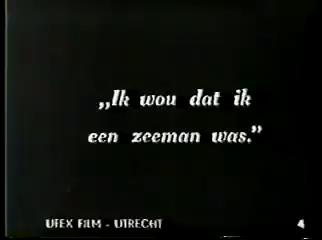 „Ik wou dat ik
een zeeman was.”
UFEX FILM - UTRECHT 4